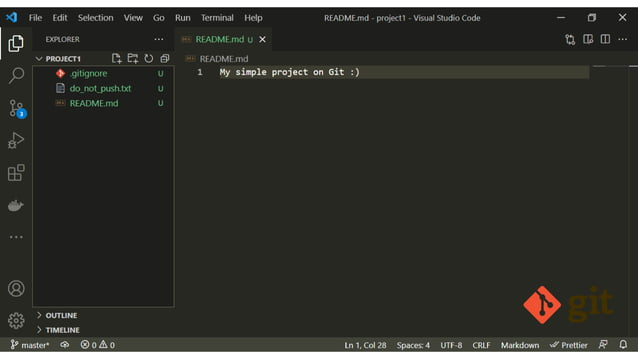 File Edit Selection View Go Run Terminal Help README.md - project1 - Visual Studio Code
EXPLORER
README.md U
PROJECT1
README.md
.gitignore U
1 My simple project on Git :)
do_not_push.txt U
README.md U
3
git
OUTLINE
TIMELINE
master* 0 0 Ln 1, Col 28 Spaces: 4 UTF-8 CRLF Markdown Prettier